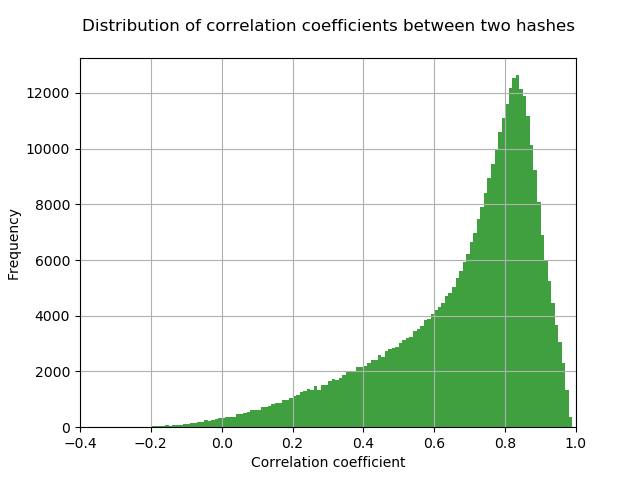 Distribution of correlation coefficients between two hashes
12000
10000
8000
6000
4000
2000
0
Frequency
−0.4 −0.2 0.0 0.2 0.4 0.6 0.8 1.0
Correlation coefficient